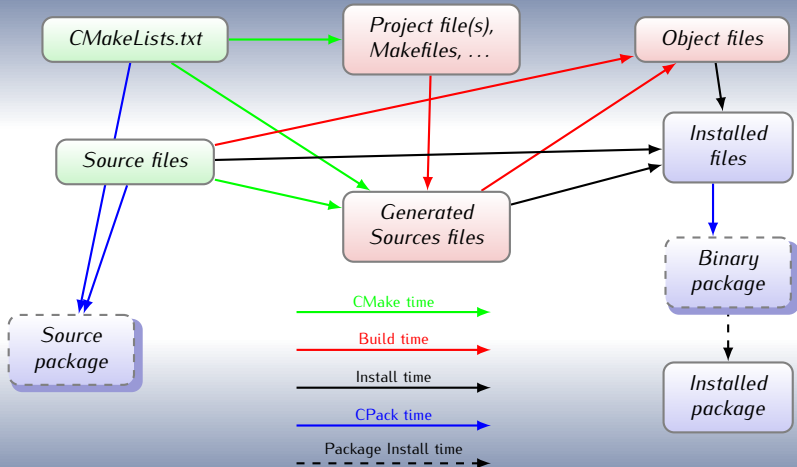 CMakeLists.txt
Project file(s),
Makefiles, ...
Object files
Source files
Installed
files
Generated
Sources files
Binary
package
Source
package
Installed
package
CMake time
Build time
Install time
CPack time
Package Install time